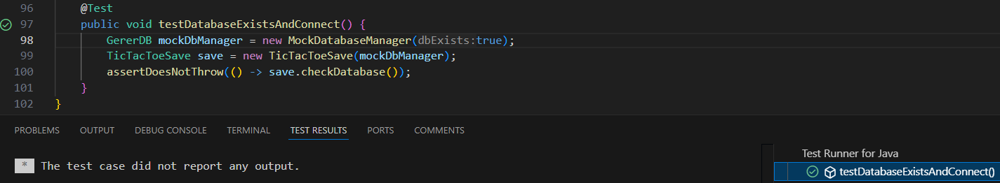 96 @Test
97 public void testDatabaseExistsAndConnect() {
98 GererDB mockDbManager = new MockDatabaseManager(dbExists:true);
99 TicTacToeSave save = new TicTacToeSave(mockDbManager);
100 assertDoesNotThrow(() -> save.checkDatabase());
101 }
102 }
PROBLEMS OUTPUT DEBUG CONSOLE TERMINAL TEST RESULTS PORTS COMMENTS
* The test case did not report any output.
Test Runner for Java
testDatabaseExistsAndConnect()